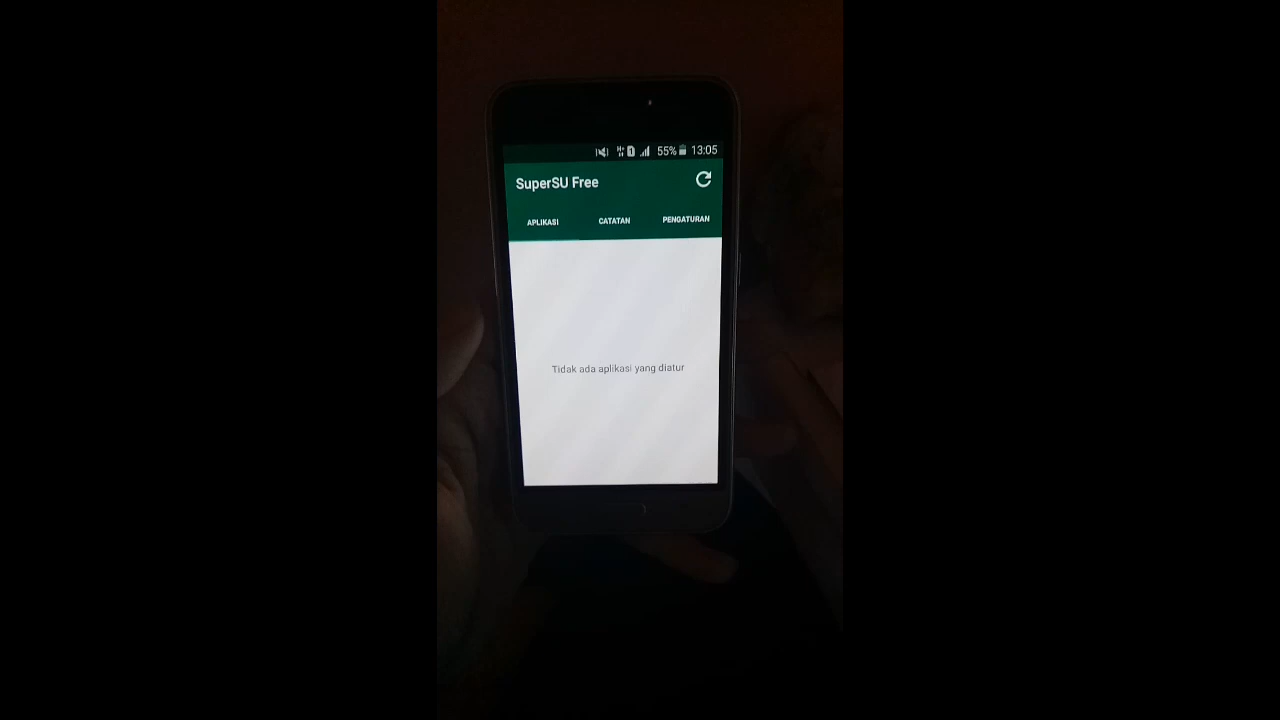 55% 13:05
SuperSU Free
APLIKASI CATATAN PENGATURAN
Tidak ada aplikasi yang diatur